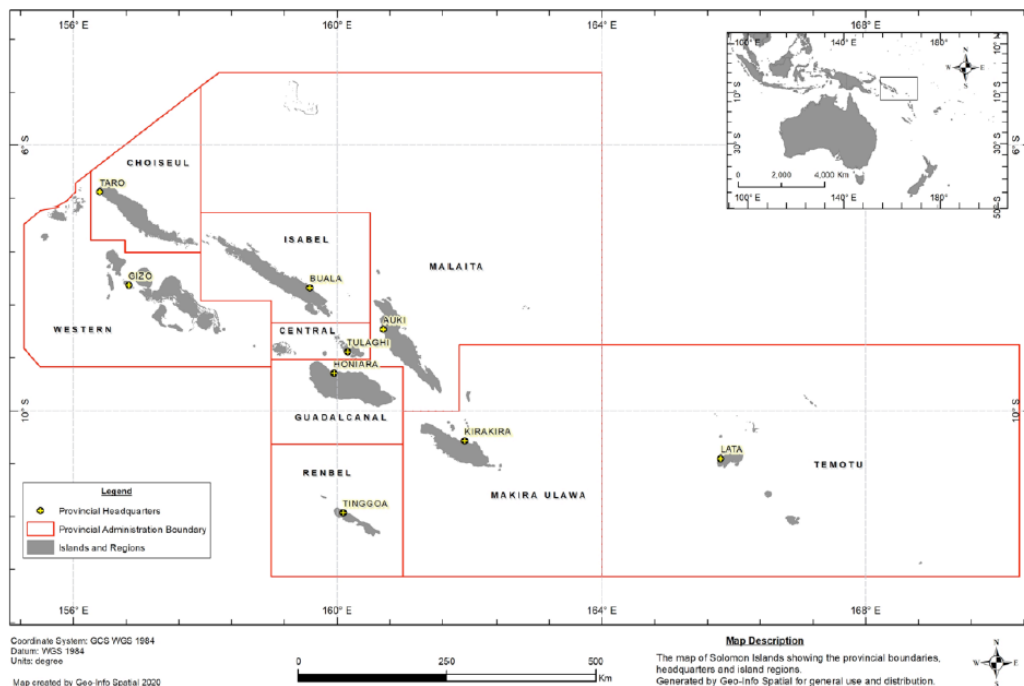 156° E
160° E
164° E
168° E
100° E
140° E
180°
N
W
E
S
10° N
10° S
30° S
50° S
10° S
30° S
0
2,000
4,000 Km
100° E
140° E
180°
6° S
6° S
CHOISEUL
TARO
ISABEL
BUALA
MALAITA
GIZO
WESTERN
CENTRAL
AUKI
TULAGHI
HONIARA
GUADALCANAL
10° S
10° S
KIRAKIRA
LATA
TEMOTU
RENBEL
MAKIRA ULAWA
TINGGOA
Legend
Provincial Headquarters
Provincial Administration Boundary
Islands and Regions
156° E
160° E
164° E
168° E
Coordinate System: GCS WGS 1984
Datum: WGS 1984
Units: degree
Map created by Geo-Info Spatial 2020
0
250
500
Km
Map Description
The map of Solomon Islands showing the provincial boundaries,
headquarters and island regions.
Generated by Geo-Info Spatial for general use and distribution.
N
W
E
S